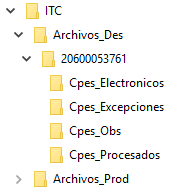 ITC
Archivos_Des
20600053761
Cpes_Electronicos
Cpes_Excepciones
Cpes_Obs
Cpes_Procesados
Archivos_Prod